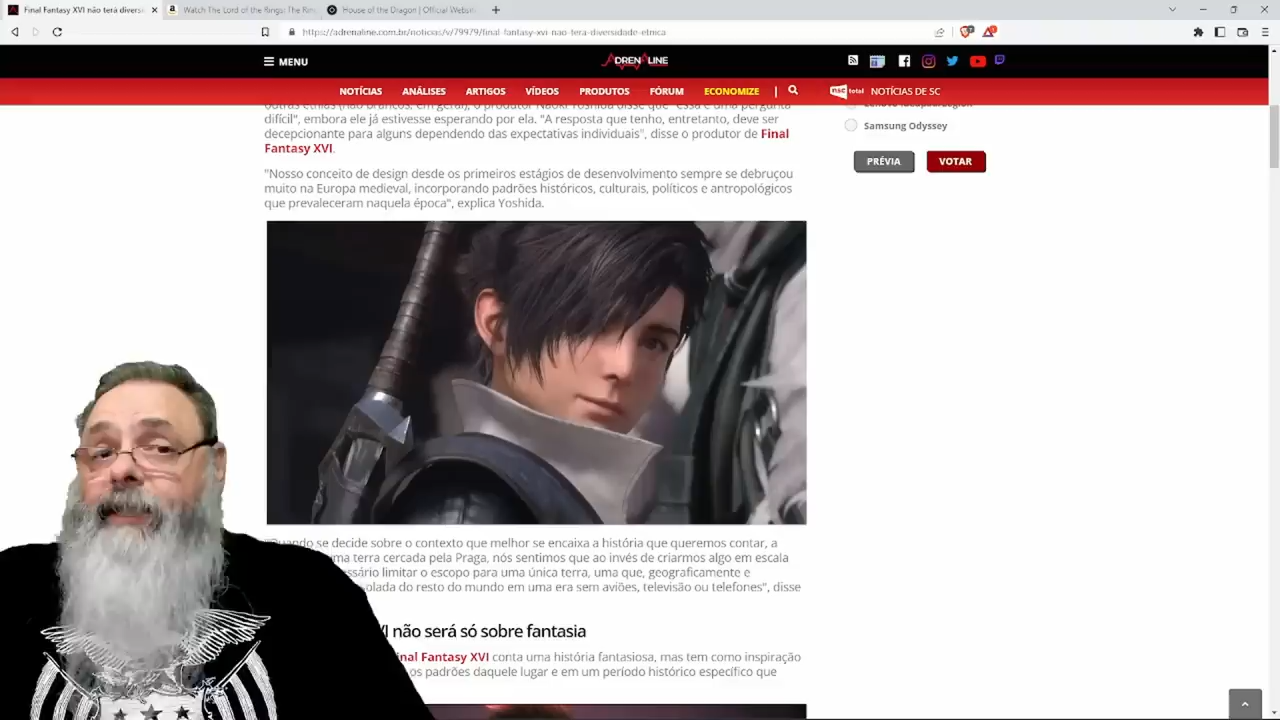 Final Fantasy XVI não terá divers
Watch The Lord of the Rings: The Rin
House of the Dragon | Official Websit
https://adrenaline.com.br/noticias/v/79979/final-fantasy-xvi-nao-tera-diversidade-etnica
MENU
ADRENALINE
NOTÍCIAS ANÁLISES ARTIGOS VÍDEOS PRODUTOS FÓRUM ECONOMIZE | nsc total NOTÍCIAS DE SC
outras etnias (não brancos, em geral), o produtor Naoki Yoshida disse que "essa é uma pergunta
difícil", embora ele já estivesse esperando por ela. "A resposta que tenho, entretanto, deve ser
decepcionante para alguns dependendo das expectativas individuais", disse o produtor de Final
Fantasy XVI.
"Nosso conceito de design desde os primeiros estágios de desenvolvimento sempre se debruçou
muito na Europa medieval, incorporando padrões históricos, culturais, políticos e antropológicos
que prevaleceram naquela época", explica Yoshida.
Samsung Odyssey
PRÉVIA VOTAR
"Quando se decide sobre o contexto que melhor se encaixa a história que queremos contar, a
uma terra cercada pela Praga, nós sentimos que ao invés de criarmos algo em escala
ssário limitar o escopo para uma única terra, uma que, geograficamente e
olada do resto do mundo em uma era sem aviões, televisão ou telefones", disse
VI não será só sobre fantasia
inal Fantasy XVI conta uma história fantasiosa, mas tem como inspiração
os padrões daquele lugar e em um período histórico específico que